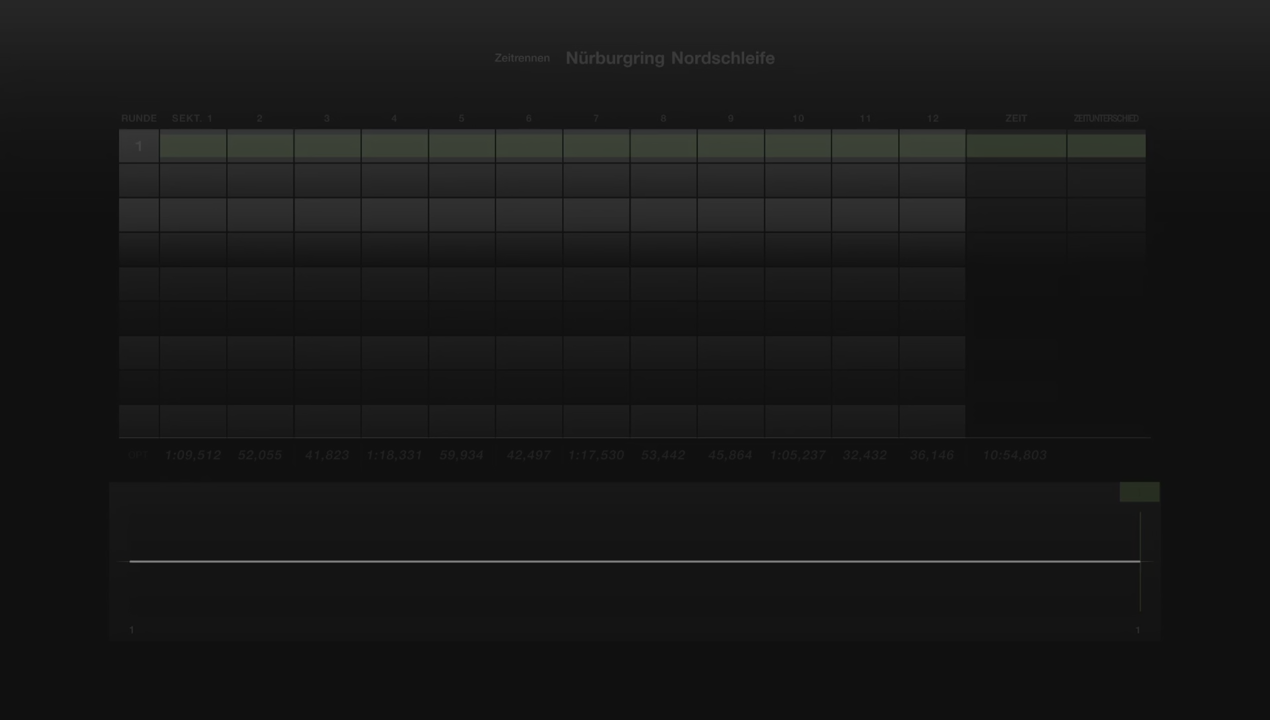 Zeitrennen Nürburgring Nordschleife
RUNDE SEKT. 1 2 3 4 5 6 7 8 9 10 11 12 ZEIT ZEITUNTERSCHIED
1
OPT 1:09,512 52,055 41,823 1:18,331 59,934 42,497 1:17,530 53,442 45,864 1:05,237 32,432 36,146 10:54,803
1 1